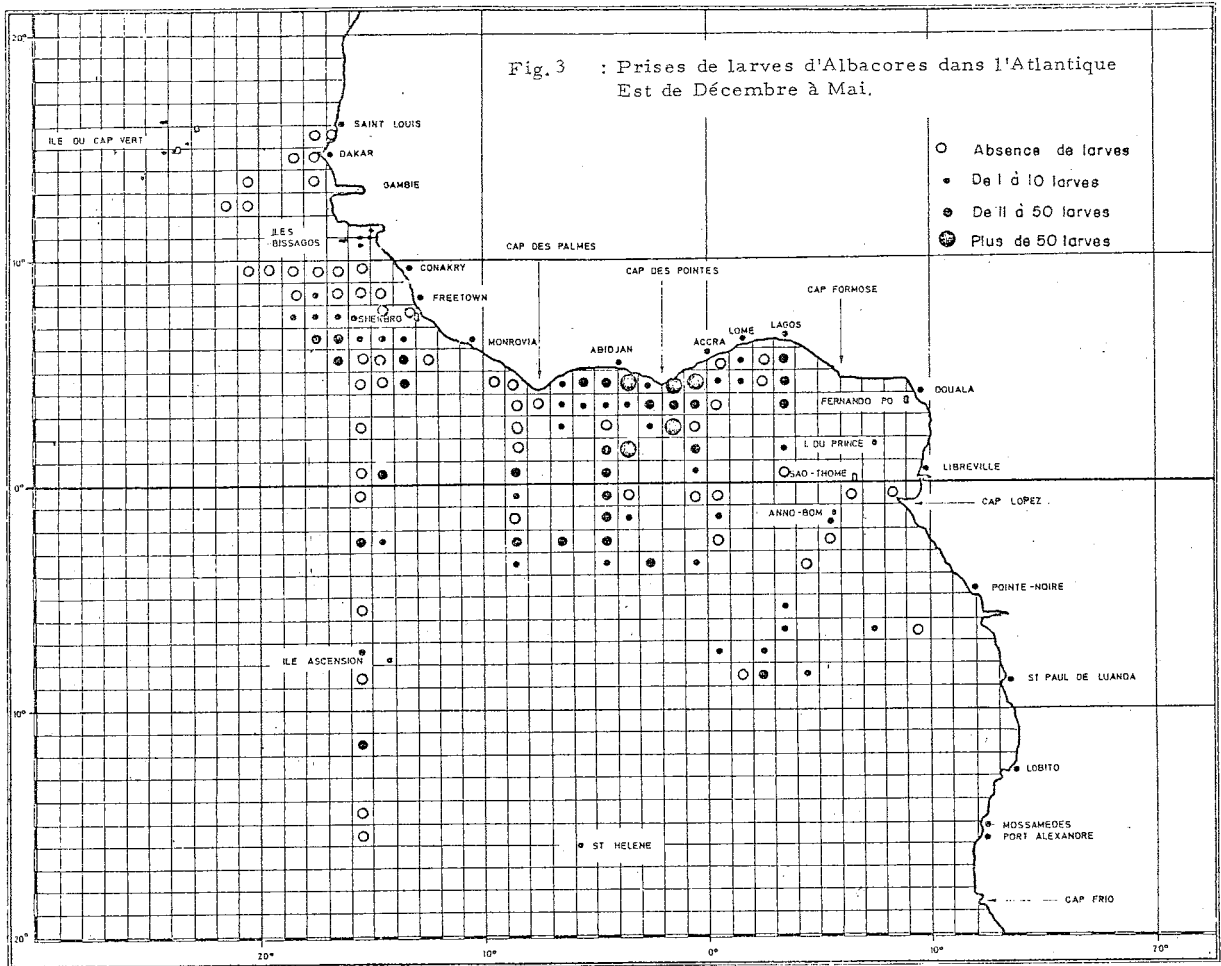 Fig. 3 : Prises de larves d'Albacores dans l'Atlantique
Est de Décembre à Mai.
Absence de larves
De I à 10 larves
De II à 50 larves
Plus de 50 larves
20°
SAINT LOUIS
ILE DU CAP VERT
DAKAR
GAMBIE
ILES
BISSAGOS
CAP DES PALMES
CAP DES POINTES
CAP FORMOSE
10°
CONAKRY
FREETOWN
SHERBRO
MONROVIA
ABIDJAN
ACCRA
LOME
LAGOS
DOUALA
FERNANDO PO
I. DU PRINCE
LIBREVILLE
SAO-THOME
0°
CAP LOPEZ
ANNO-BOM
POINTE-NOIRE
ILE ASCENSION
ST PAUL DE LUANDA
10°
LOBITO
MOSSAMEDES
PORT ALEXANDRE
ST HELENE
CAP FRIO
20°
20°
10°
0°
10°
20°